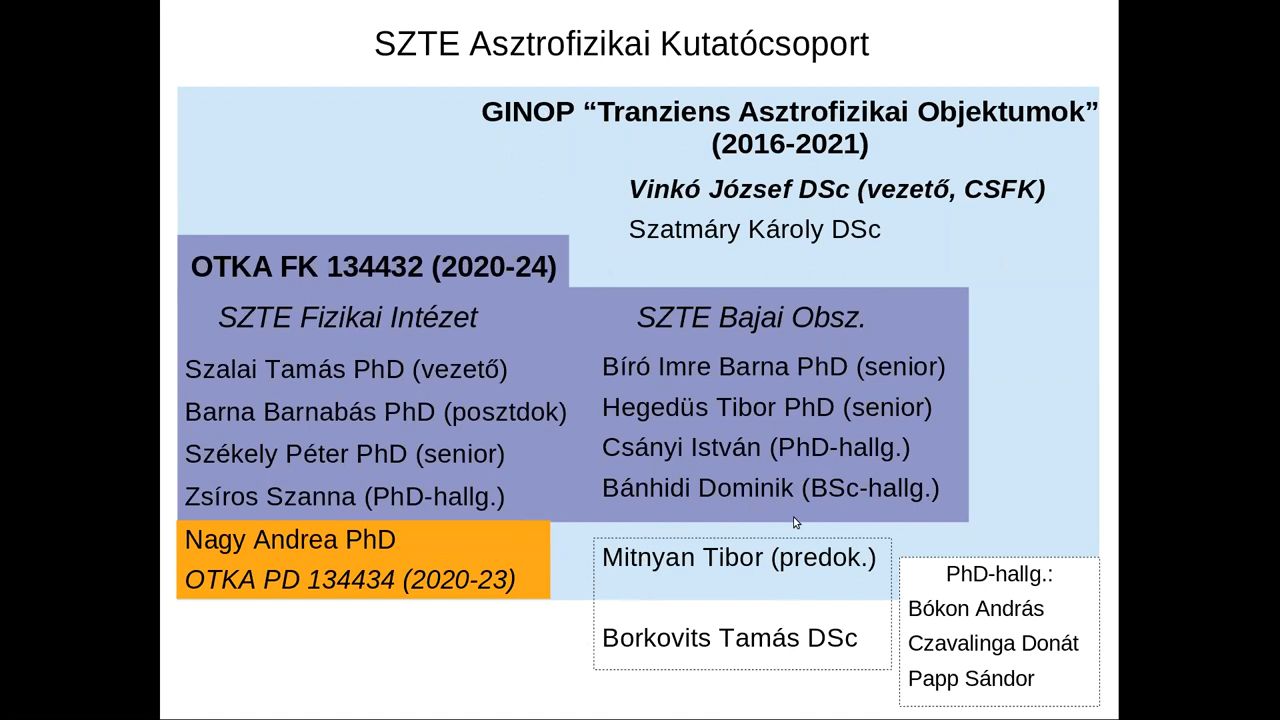 SZTE Asztrofizikai Kutatócsoport
GINOP “Tranziens Asztrofizikai Objektumok”
(2016-2021)
Vinkó József DSc (vezető, CSFK)
Szatmáry Károly DSc
OTKA FK 134432 (2020-24)
SZTE Fizikai Intézet
Szalai Tamás PhD (vezető)
Barna Barnabás PhD (posztdok)
Székely Péter PhD (senior)
Zsíros Szanna (PhD-hallg.)
SZTE Bajai Obsz.
Bíró Imre Barna PhD (senior)
Hegedüs Tibor PhD (senior)
Csányi István (PhD-hallg.)
Bánhidi Dominik (BSc-hallg.)
Nagy Andrea PhD
OTKA PD 134434 (2020-23)
Mitnyan Tibor (predok.)
Borkovits Tamás DSc
PhD-hallg.:
Bókon András
Czavalinga Donát
Papp Sándor